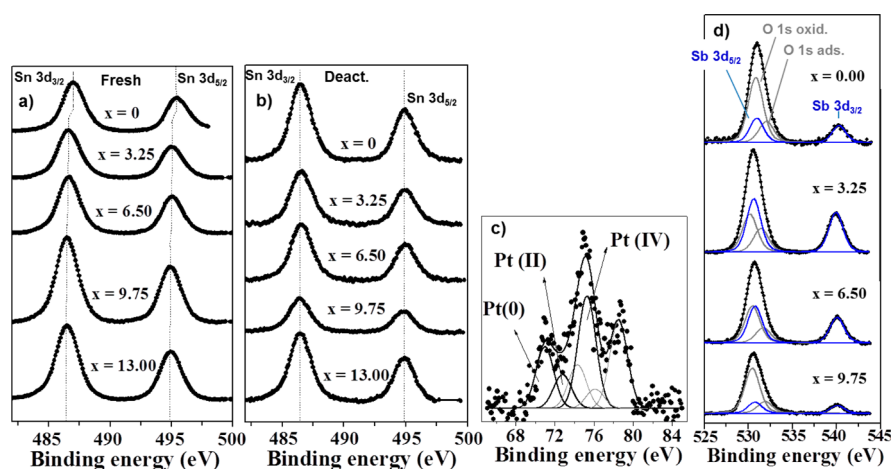 Sn 3d3/2 Fresh Sn 3d5/2
a)
x = 0
x = 3.25
x = 6.50
x = 9.75
x = 13.00
485 490 495 500
Binding energy (eV)
Sn 3d3/2 Deact.
Sn 3d5/2
b)
x = 0
x = 3.25
x = 6.50
x = 9.75
x = 13.00
485 490 495 500
Binding energy (eV)
c)
Pt (IV)
Pt (II)
Pt(0)
68 72 76 80 84
Binding energy (eV)
d)
O 1s oxid.
O 1s ads.
Sb 3d5/2
x = 0.00
Sb 3d3/2
x = 3.25
x = 6.50
x = 9.75
525 530 535 540 545
Binding energy (eV)